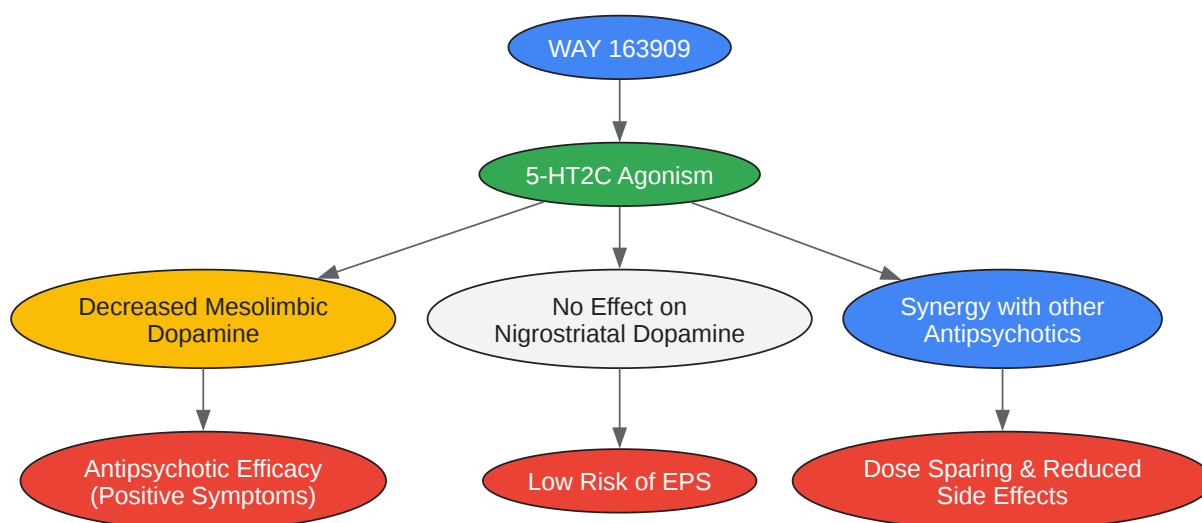 WAY 163909
5-HT2C Agonism
Decreased Mesolimbic
Dopamine
No Effect on
Nigrostriatal Dopamine
Synergy with other
Antipsychotics
Antipsychotic Efficacy
(Positive Symptoms)
Low Risk of EPS
Dose Sparing & Reduced
Side Effects